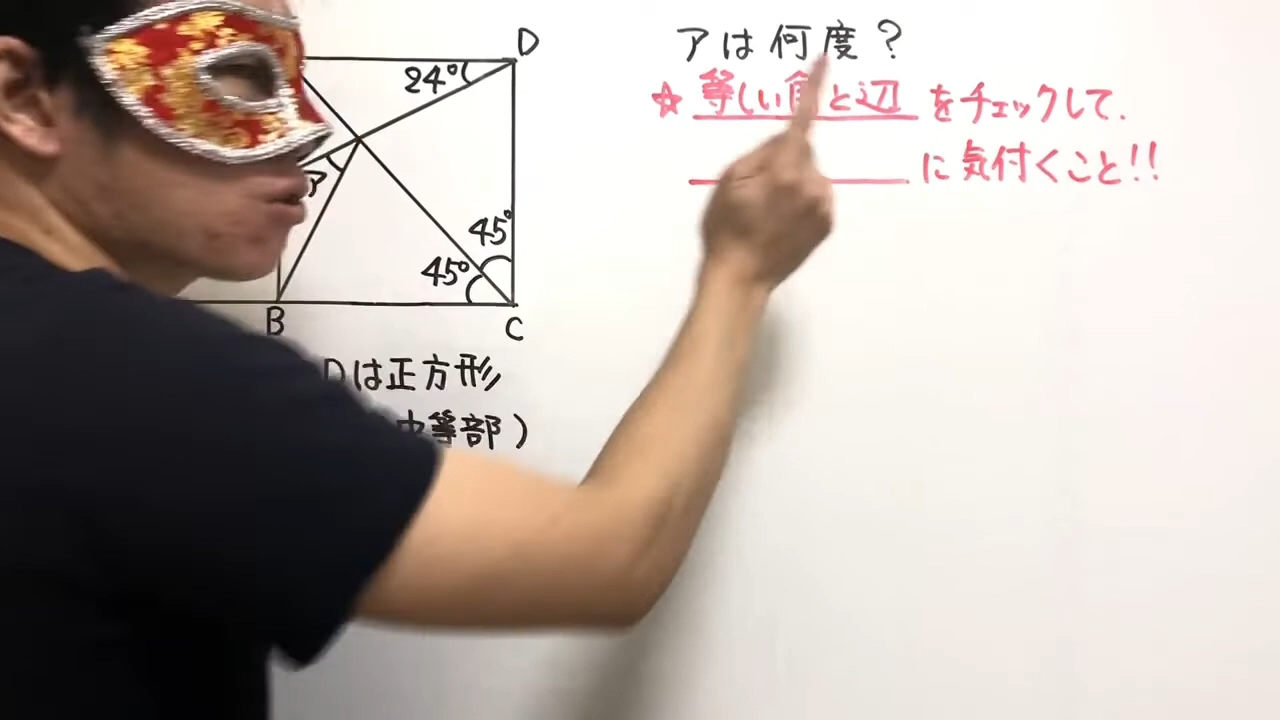 アは何度?
☆ 等しい角と辺 をチェックして.
に気付くこと!!
D
24°
ア
45°
45°
B
C
Dは正方形
中等部)